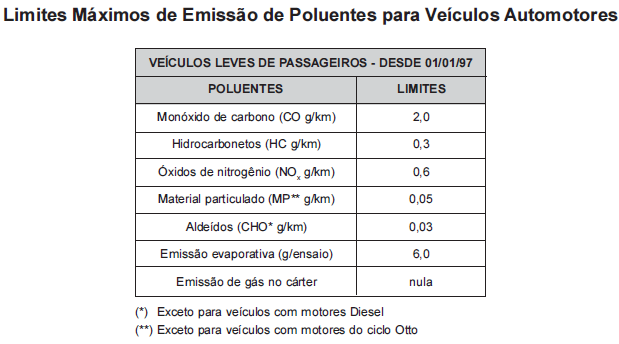 Limites Máximos de Emissão de Poluentes para Veículos Automotores
VEÍCULOS LEVES DE PASSAGEIROS - DESDE 01/01/97
POLUENTES LIMITES
Monóxido de carbono (CO g/km) 2,0
Hidrocarbonetos (HC g/km) 0,3
Óxidos de nitrogênio (NOx g/km) 0,6
Material particulado (MP** g/km) 0,05
Aldeídos (CHO* g/km) 0,03
Emissão evaporativa (g/ensaio) 6,0
Emissão de gás no cárter nula
(*) Exceto para veículos com motores Diesel
(**) Exceto para veículos com motores do ciclo Otto